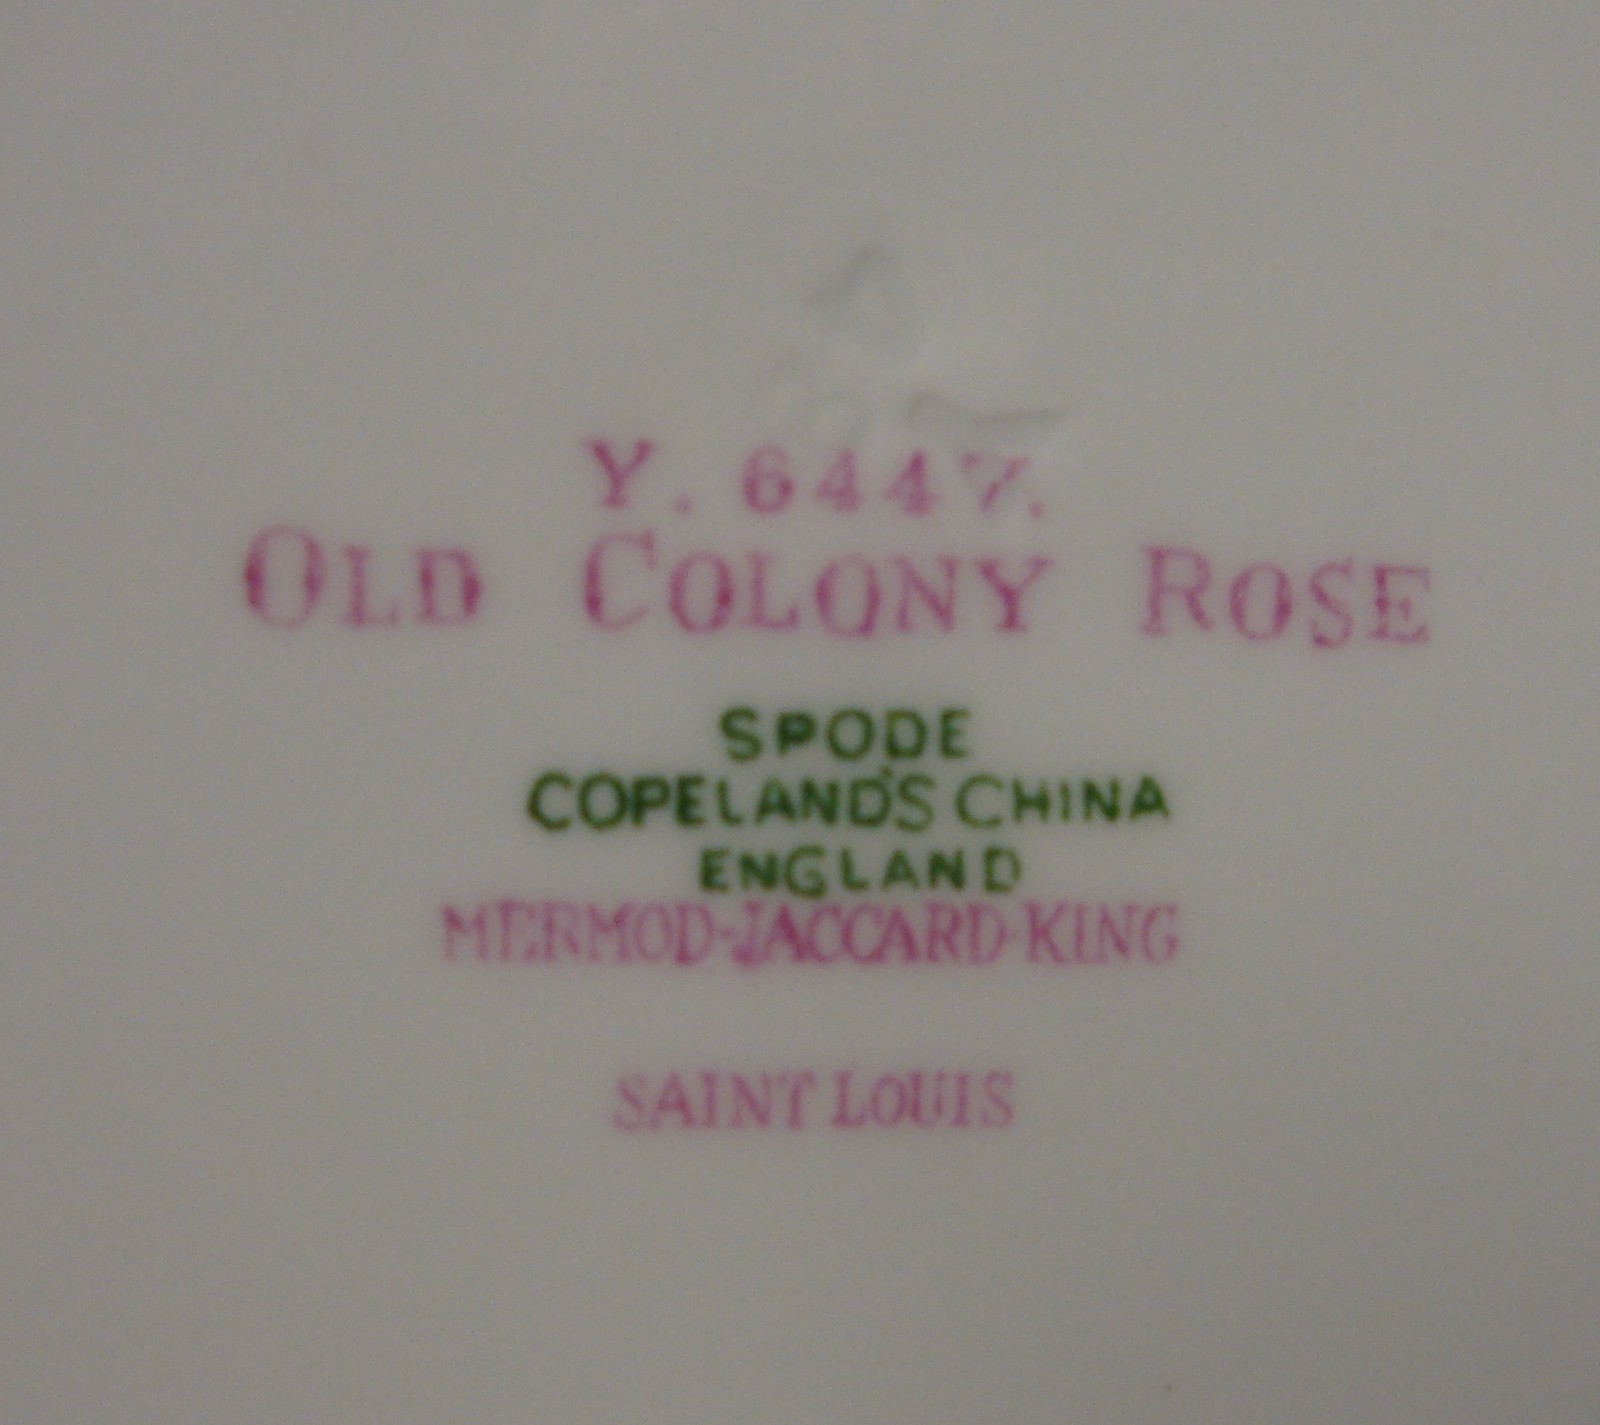 Y. 6447.
OLD COLONY ROSE
SPODE
COPELAND'S CHINA
ENGLAND
MERMOD-JACCARD-KING
SAINT LOUIS